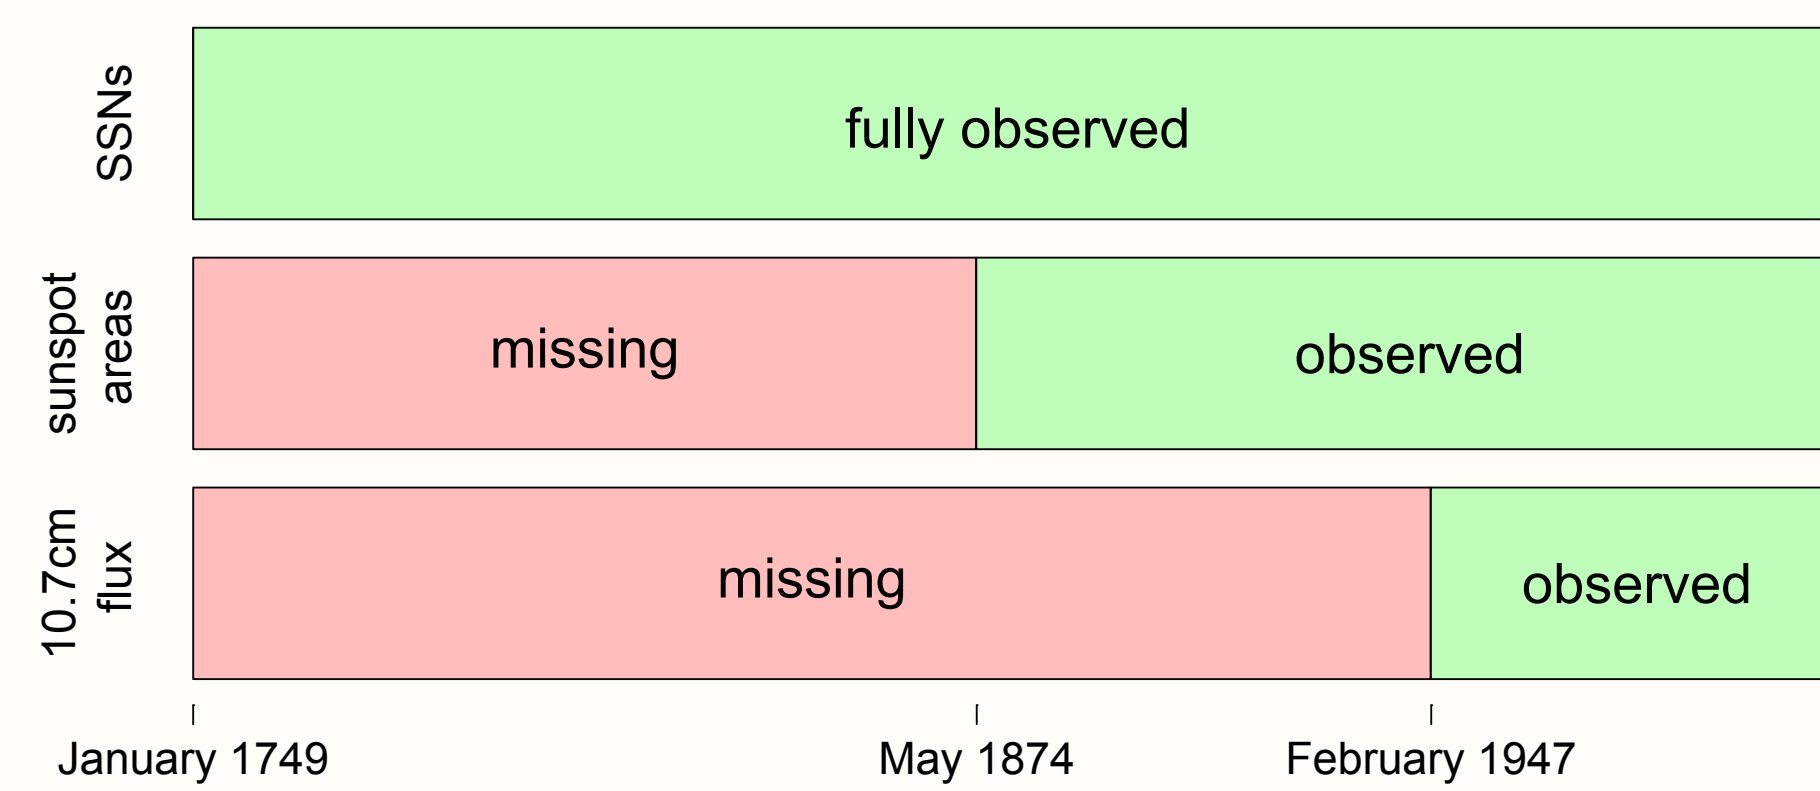 SSNs
fully observed
sunspot
areas
missing
observed
10.7cm
flux
missing
observed
January 1749
May 1874
February 1947